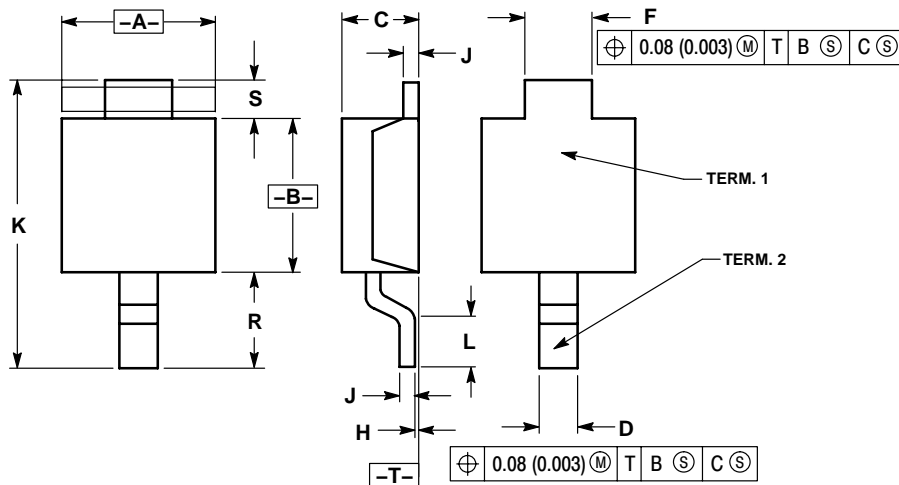 –A–
C
F
⌖ 0.08 (0.003) Ⓜ T B Ⓢ C Ⓢ
J
S
K
–B–
TERM. 1
TERM. 2
R
L
J
H
D
–T–
⌖ 0.08 (0.003) Ⓜ T B Ⓢ C Ⓢ